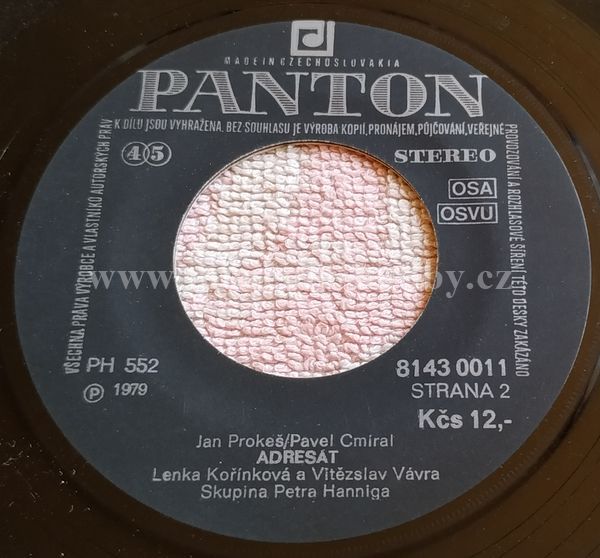 MADE IN CZECHOSLOVAKIA
PANTON
VŠECHNA PRÁVA VÝROBCE A VLASTNÍKŮ AUTORSKÝCH PRÁV
K DÍLU JSOU VYHRAŽENA. BEZ SOUHLASU JE VÝROBA KOPIÍ, PRONÁJEM, PŮJČOVÁNÍ, VEŘEJNÉ
PROVOZOVÁNÍ A ROZHLASOVÉ ŠÍŘENÍ TÉTO DESKY ZAKÁZÁNO
45
STEREO
OSA
OSVU
PH 552
8143 0011
Ⓟ 1979
STRANA 2
Kčs 12,-
Jan Prokeš/Pavel Cmíral
ADRESÁT
Lenka Kořínková a Vítězslav Vávra
Skupina Petra Hanniga